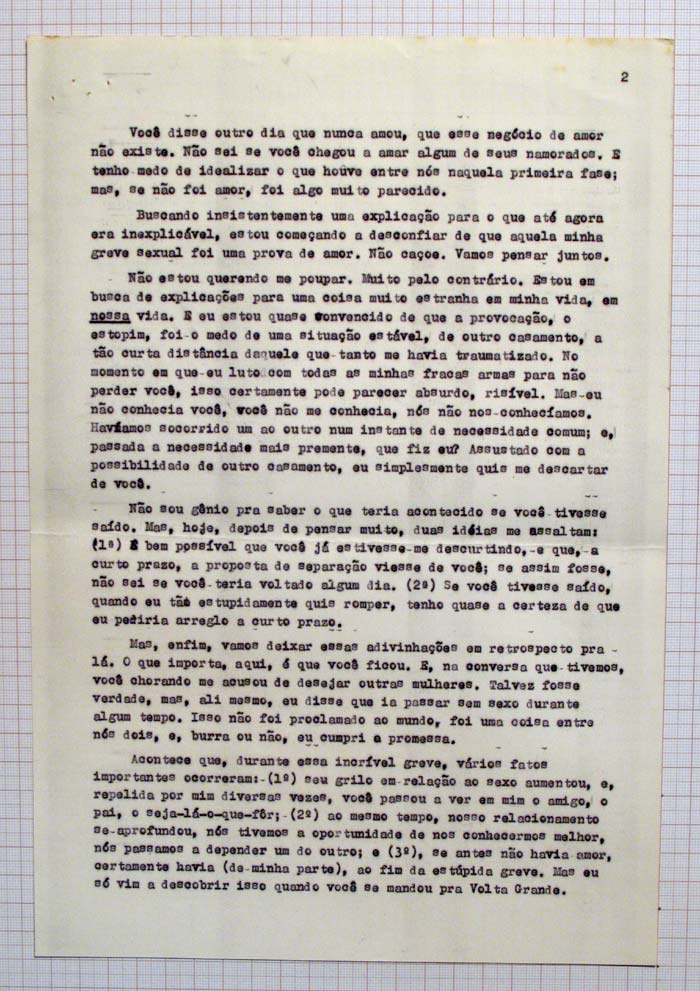 2
Você disse outro dia que nunca amou, que esse negócio de amor
não existe. Não sei se você chegou a amar algum de seus namorados. E
tenho medo de idealizar o que houve entre nós naquela primeira fase;
mas, se não foi amor, foi algo muito parecido.
Buscando insistentemente uma explicação para o que até agora
era inexplicável, estou começando a desconfiar de que aquela minha
greve sexual foi uma prova de amor. Não caçoe. Vamos pensar juntos.
Não estou querendo me poupar. Muito pelo contrário. Estou em
busca de explicações para uma coisa muito estranha em minha vida, em
nossa vida. E eu estou quase convencido de que a provocação, o
estopim, foi o medo de uma situação estável, de outro casamento, a
tão curta distância daquele que tanto me havia traumatizado. No
momento em que eu luto com todas as minhas fracas armas para não
perder você, isso certamente pode parecer absurdo, risível. Mas eu
não conhecia você, você não me conhecia, nós não nos conhecíamos.
Havíamos socorrido um ao outro num instante de necessidade comum; e,
passada a necessidade mais premente, que fiz eu? Assustado com a
possibilidade de outro casamento, eu simplesmente quis me descartar
de você.
Não sou gênio pra saber o que teria acontecido se você tivesse
saído. Mas, hoje, depois de pensar muito, duas idéias me assaltam:
(1ª) É bem possível que você já estivesse me descurtindo, e que, a
curto prazo, a proposta de separação viesse de você; se assim fosse,
não sei se você teria voltado algum dia. (2ª) Se você tivesse saído,
quando eu tão estupidamente quis romper, tenho quase a certeza de que
eu pediria arreglo a curto prazo.
Mas, enfim, vamos deixar essas adivinhações em retrospecto pra
lá. O que importa, aqui, é que você ficou. E, na conversa que tivemos,
você chorando me acusou de desejar outras mulheres. Talvez fosse
verdade, mas, ali mesmo, eu disse que ia passar sem sexo durante
algum tempo. Isso não foi proclamado ao mundo, foi uma coisa entre
nós dois, e, burra ou não, eu cumpri a promessa.
Acontece que, durante essa incrível greve, vários fatos
importantes ocorreram: (1º) seu grilo em relação ao sexo aumentou, e,
repelida por mim diversas vezes, você passou a ver em mim o amigo, o
pai, o seja-lá-o-que-fôr; (2º) ao mesmo tempo, nosso relacionamento
se aprofundou, nós tivemos a oportunidade de nos conhecermos melhor,
nós passamos a depender um do outro; e (3º), se antes não havia amor,
certamente havia (de minha parte), ao fim da estúpida greve. Mas eu
só vim a descobrir isso quando você se mandou pra Volta Grande.